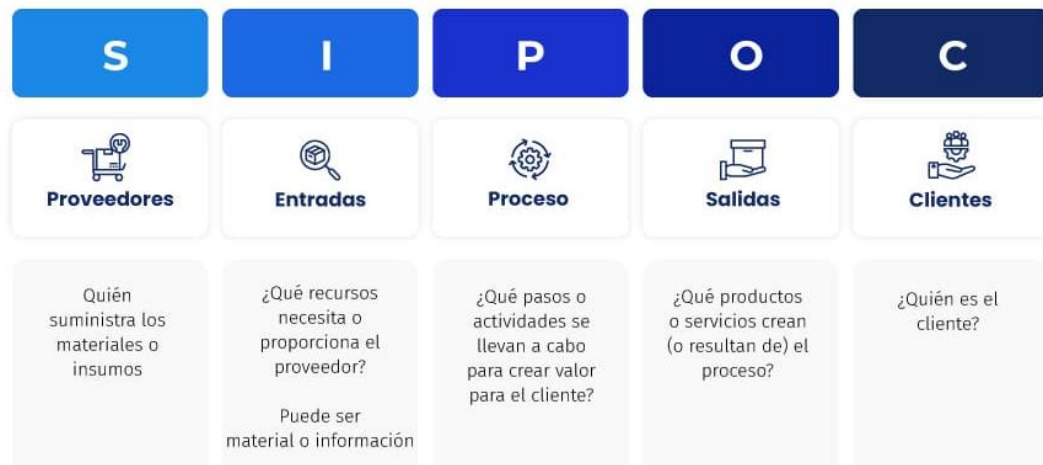 S
I
P
O
C
Proveedores
Entradas
Proceso
Salidas
Clientes
Quién
suministra los
materiales o
insumos
¿Qué recursos
necesita o
proporciona el
proveedor?
Puede ser
material o información
¿Qué pasos o
actividades se
llevan a cabo
para crear valor
para el cliente?
¿Qué productos
o servicios crean
(o resultan de) el
proceso?
¿Quién es el
cliente?